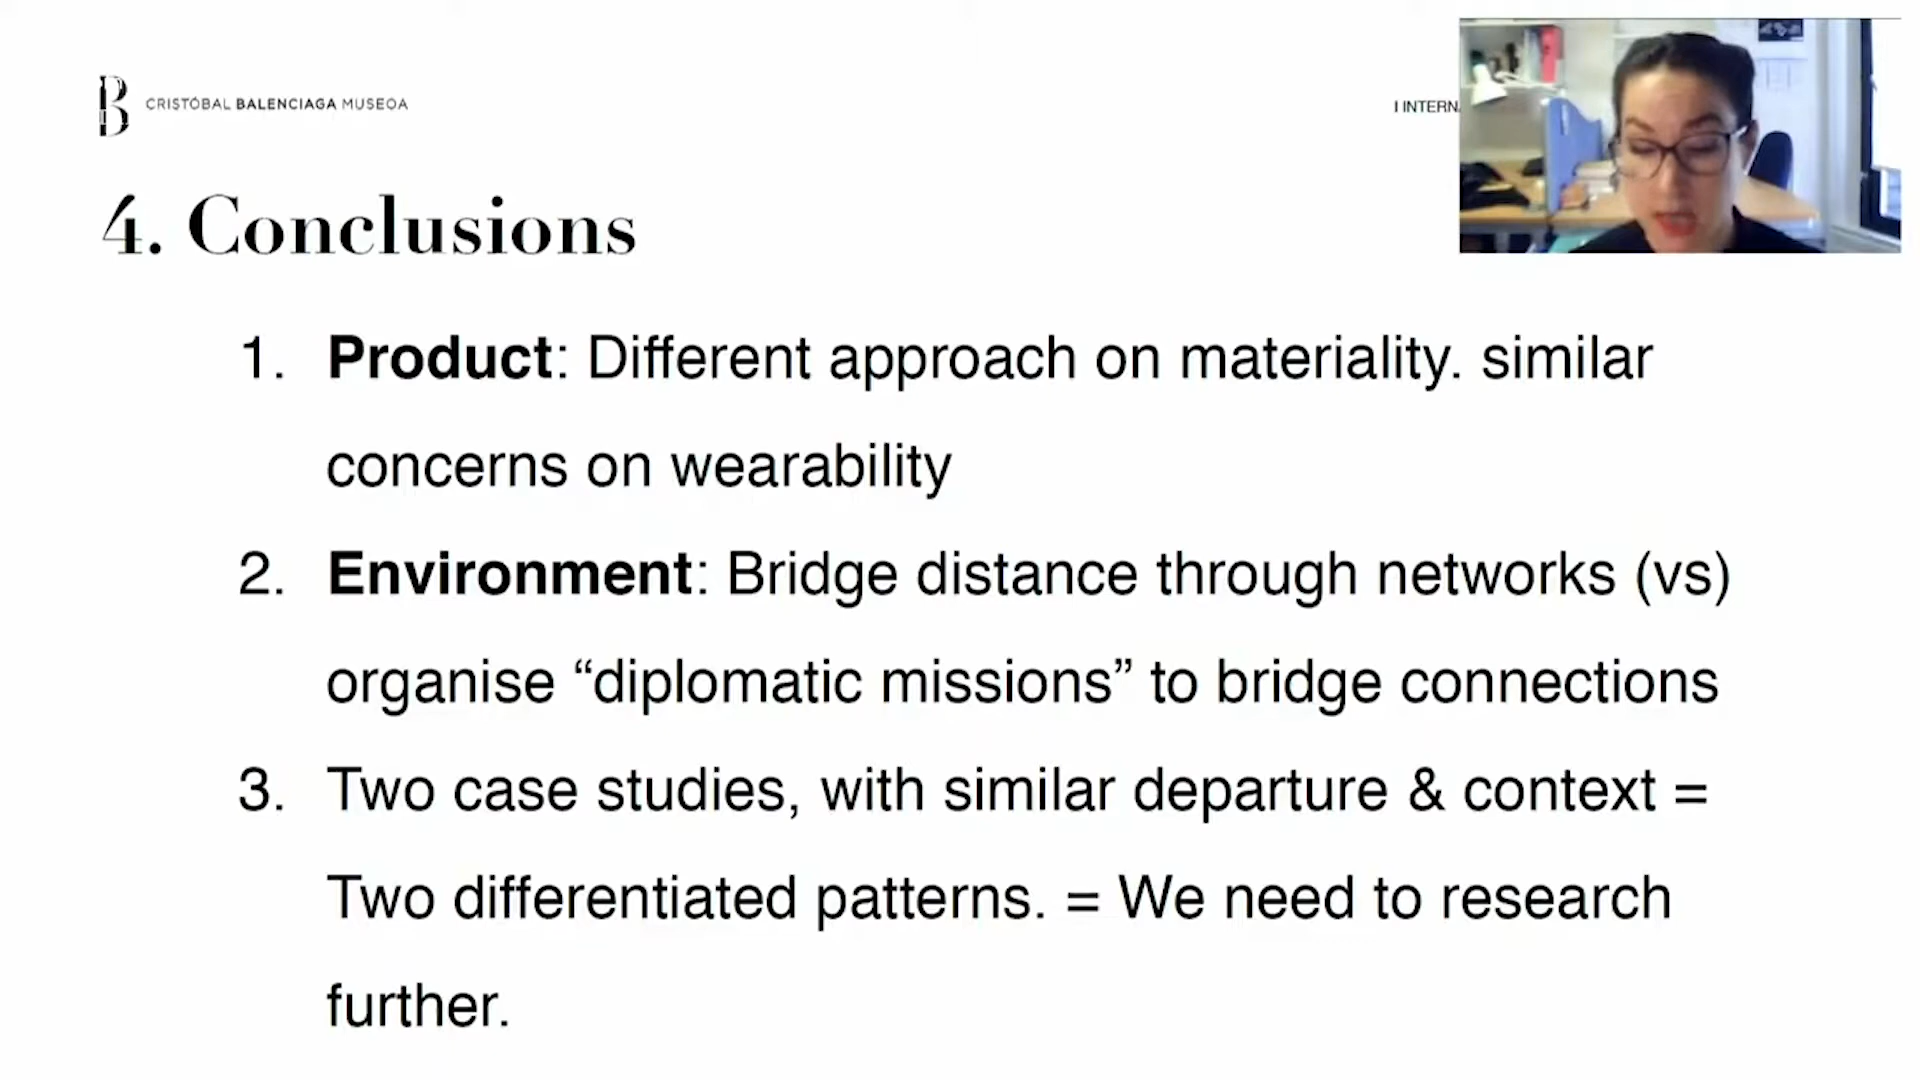 B CRISTÓBAL BALENCIAGA MUSEOA
I INTERN
4. Conclusions
1. Product: Different approach on materiality. similar
concerns on wearability
2. Environment: Bridge distance through networks (vs)
organise “diplomatic missions” to bridge connections
3. Two case studies, with similar departure & context =
Two differentiated patterns. = We need to research
further.